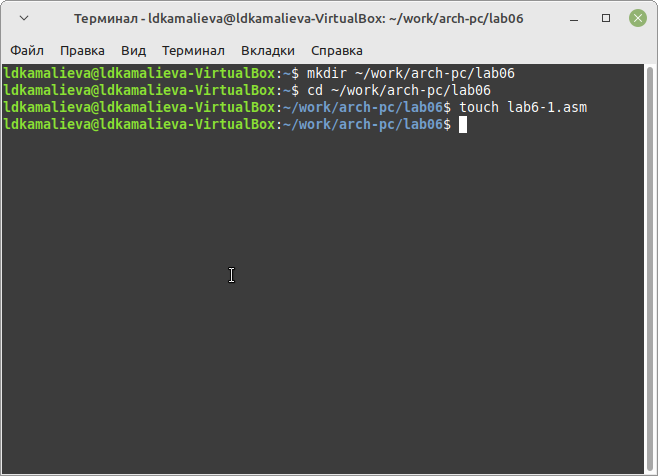 Терминал - ldkamalieva@ldkamalieva-VirtualBox: ~/work/arch-pc/lab06
Файл Правка Вид Терминал Вкладки Справка
ldkamalieva@ldkamalieva-VirtualBox:~$ mkdir ~/work/arch-pc/lab06
ldkamalieva@ldkamalieva-VirtualBox:~$ cd ~/work/arch-pc/lab06
ldkamalieva@ldkamalieva-VirtualBox:~/work/arch-pc/lab06$ touch lab6-1.asm
ldkamalieva@ldkamalieva-VirtualBox:~/work/arch-pc/lab06$